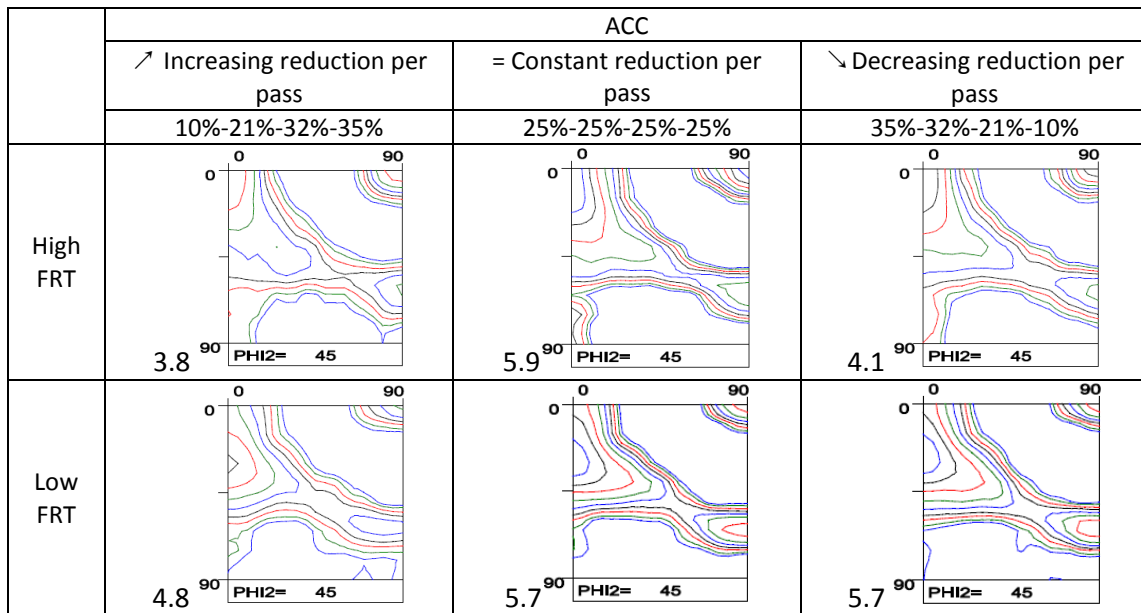 ACC
↗ Increasing reduction per pass
= Constant reduction per pass
↘ Decreasing reduction per pass
10%-21%-32%-35%
25%-25%-25%-25%
35%-32%-21%-10%
High FRT
0 90
0
90
PHI2= 45
3.8
0 90
0
90
PHI2= 45
5.9
0 90
0
90
PHI2= 45
4.1
Low FRT
0 90
0
90
PHI2= 45
4.8
0 90
0
90
PHI2= 45
5.7
0 90
0
90
PHI2= 45
5.7